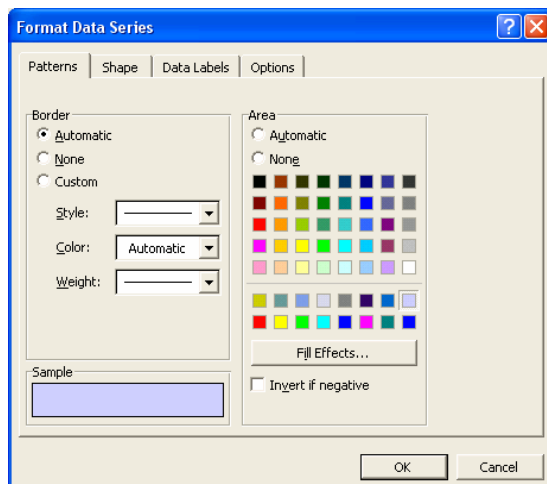 Format Data Series
Patterns Shape Data Labels Options
Border
Automatic
None
Custom
Style:
Color: Automatic
Weight:
Sample
Area
Automatic
None
Fill Effects...
Invert if negative
OK Cancel